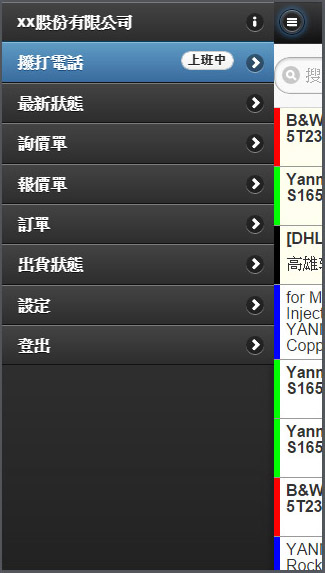 xx股份有限公司
撥打電話 上班中
最新狀態
詢價單
報價單
訂單
出貨狀態
設定
登出
搜
B&W
5T23
Yann
S165
[DHL
高雄
for M
Inject
YANI
Copp
Yann
S165
Yann
S165
B&W
5T23
YANI
Rock